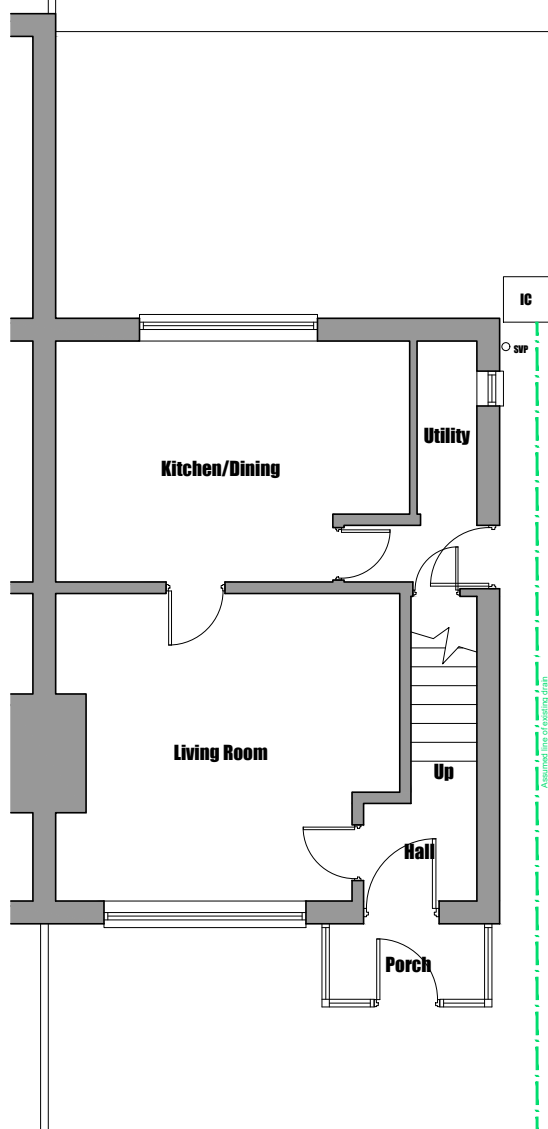 IC
SVP
Utility
Kitchen/Dining
Assumed line of existing drain
Living Room
Up
Hall
Porch